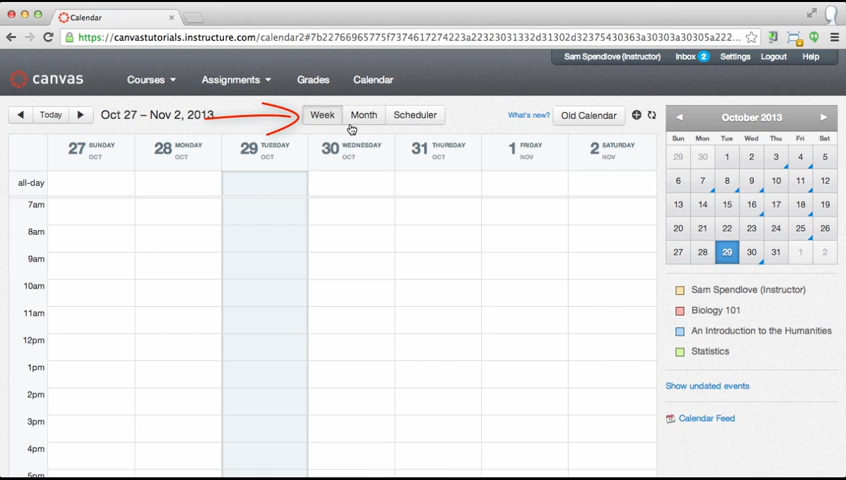 Calendar
https://canvastutorials.instructure.com/calendar2#7b22766965775f7374617274223a22323031332d31302d32375430363a30303a30305a222c...
Sam Spendlove (Instructor) Inbox 2 Settings Logout Help
canvas Courses Assignments Grades Calendar
Today Oct 27 – Nov 2, 2013 Week Month Scheduler What's new? Old Calendar
October 2013
Sun Mon Tue Wed Thu Fri Sat
29 30 1 2 3 4 5
6 7 8 9 10 11 12
13 14 15 16 17 18 19
20 21 22 23 24 25 26
27 28 29 30 31 1 2
27 SUNDAY OCT 28 MONDAY OCT 29 TUESDAY OCT 30 WEDNESDAY OCT 31 THURSDAY OCT 1 FRIDAY NOV 2 SATURDAY NOV
all-day
7am
8am
9am
10am
11am
12pm
1pm
2pm
3pm
4pm
5pm
Sam Spendlove (Instructor)
Biology 101
An Introduction to the Humanities
Statistics
Show undated events
Calendar Feed